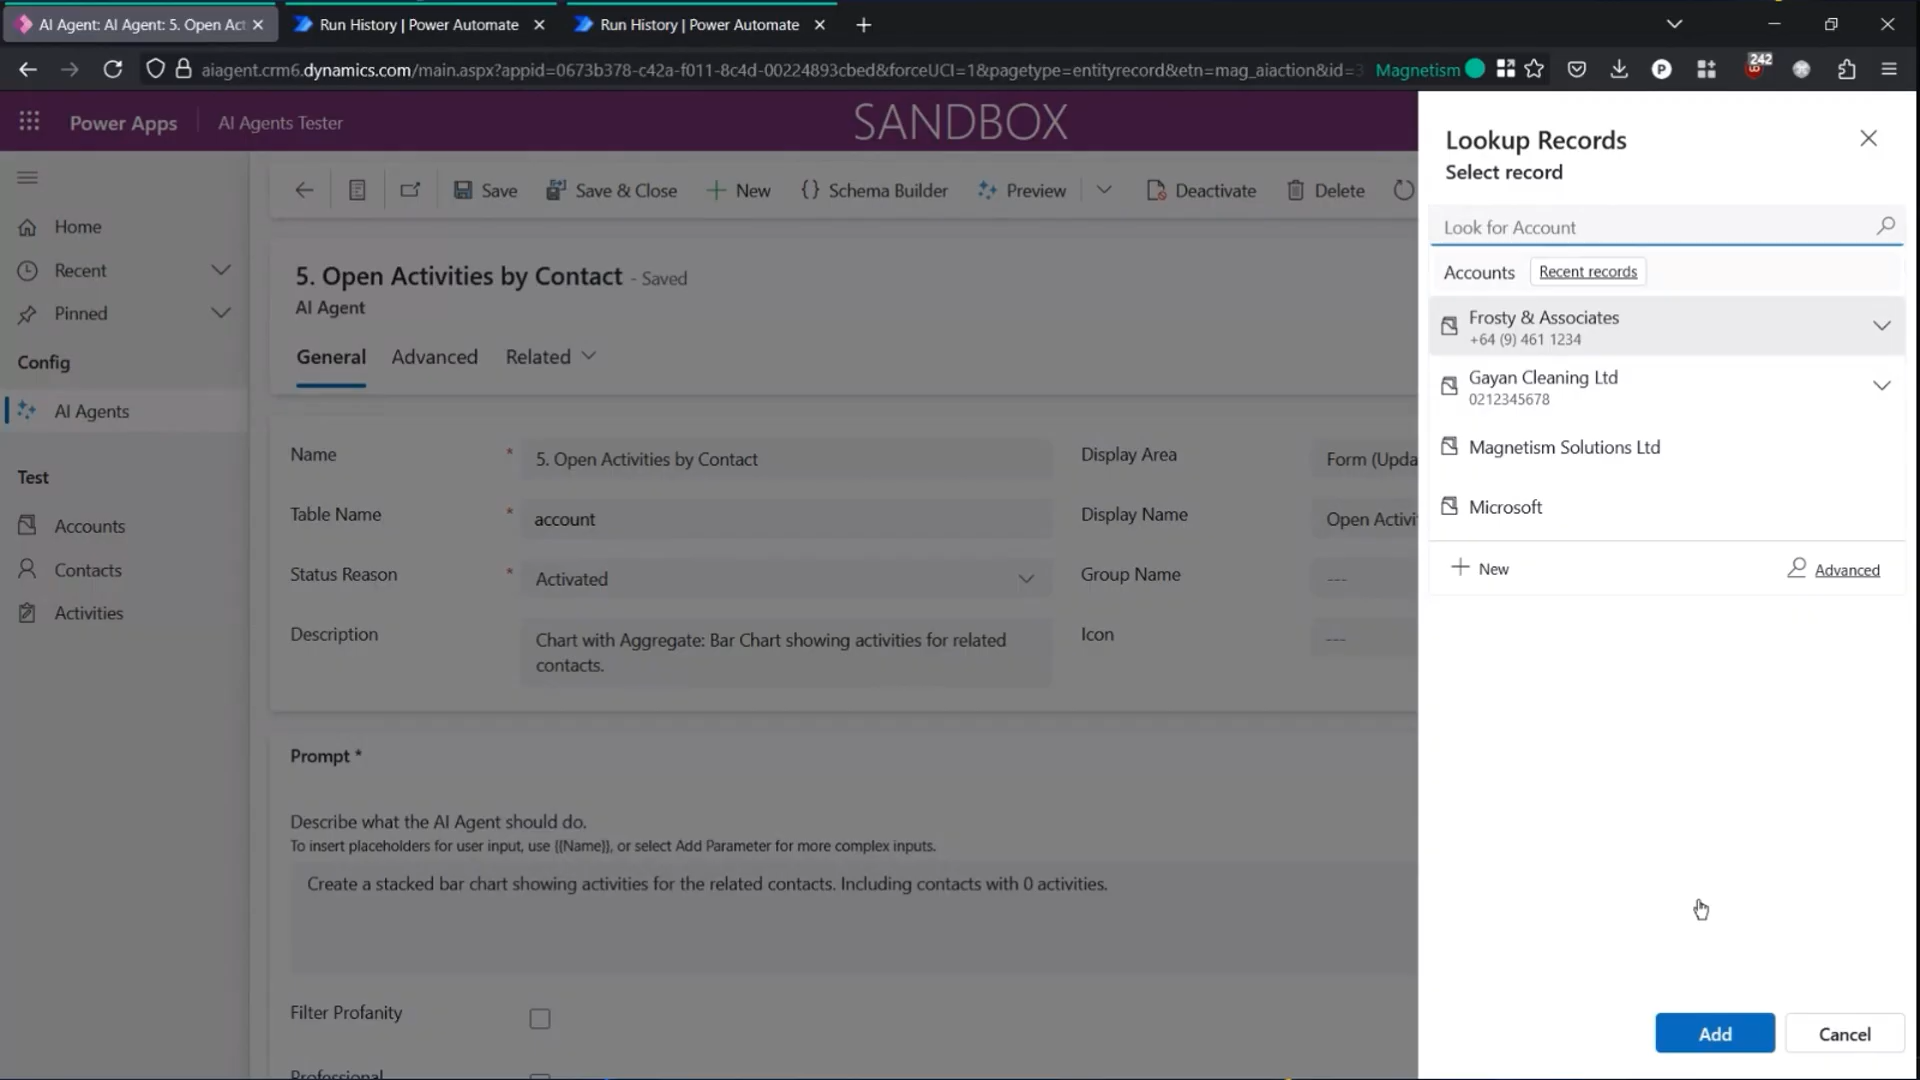 AI Agent: AI Agent: 5. Open Act
Run History | Power Automate
Run History | Power Automate
aiagent.crm6.dynamics.com/main.aspx?appid=0673b378-c42a-f011-8c4d-00224893cbed&forceUCI=1&pagetype=entityrecord&etn=mag_aiaction&id=3
Magnetism
242
Power Apps
AI Agents Tester
SANDBOX
Home
Recent
Pinned
Config
AI Agents
Test
Accounts
Contacts
Activities
Save
Save & Close
New
Schema Builder
Preview
Deactivate
Delete
5. Open Activities by Contact - Saved
AI Agent
General
Advanced
Related
Name *
5. Open Activities by Contact
Display Area
Form (Upda
Table Name *
account
Display Name
Open Activi
Status Reason *
Activated
Group Name
---
Description
Chart with Aggregate: Bar Chart showing activities for related
contacts.
Icon
---
Prompt *
Describe what the AI Agent should do.
To insert placeholders for user input, use {{Name}}, or select Add Parameter for more complex inputs.
Create a stacked bar chart showing activities for the related contacts. Including contacts with 0 activities.
Filter Profanity
Professional
Lookup Records
Select record
Look for Account
Accounts
Recent records
Frosty & Associates
+64 (9) 461 1234
Gayan Cleaning Ltd
0212345678
Magnetism Solutions Ltd
Microsoft
New
Advanced
Add
Cancel